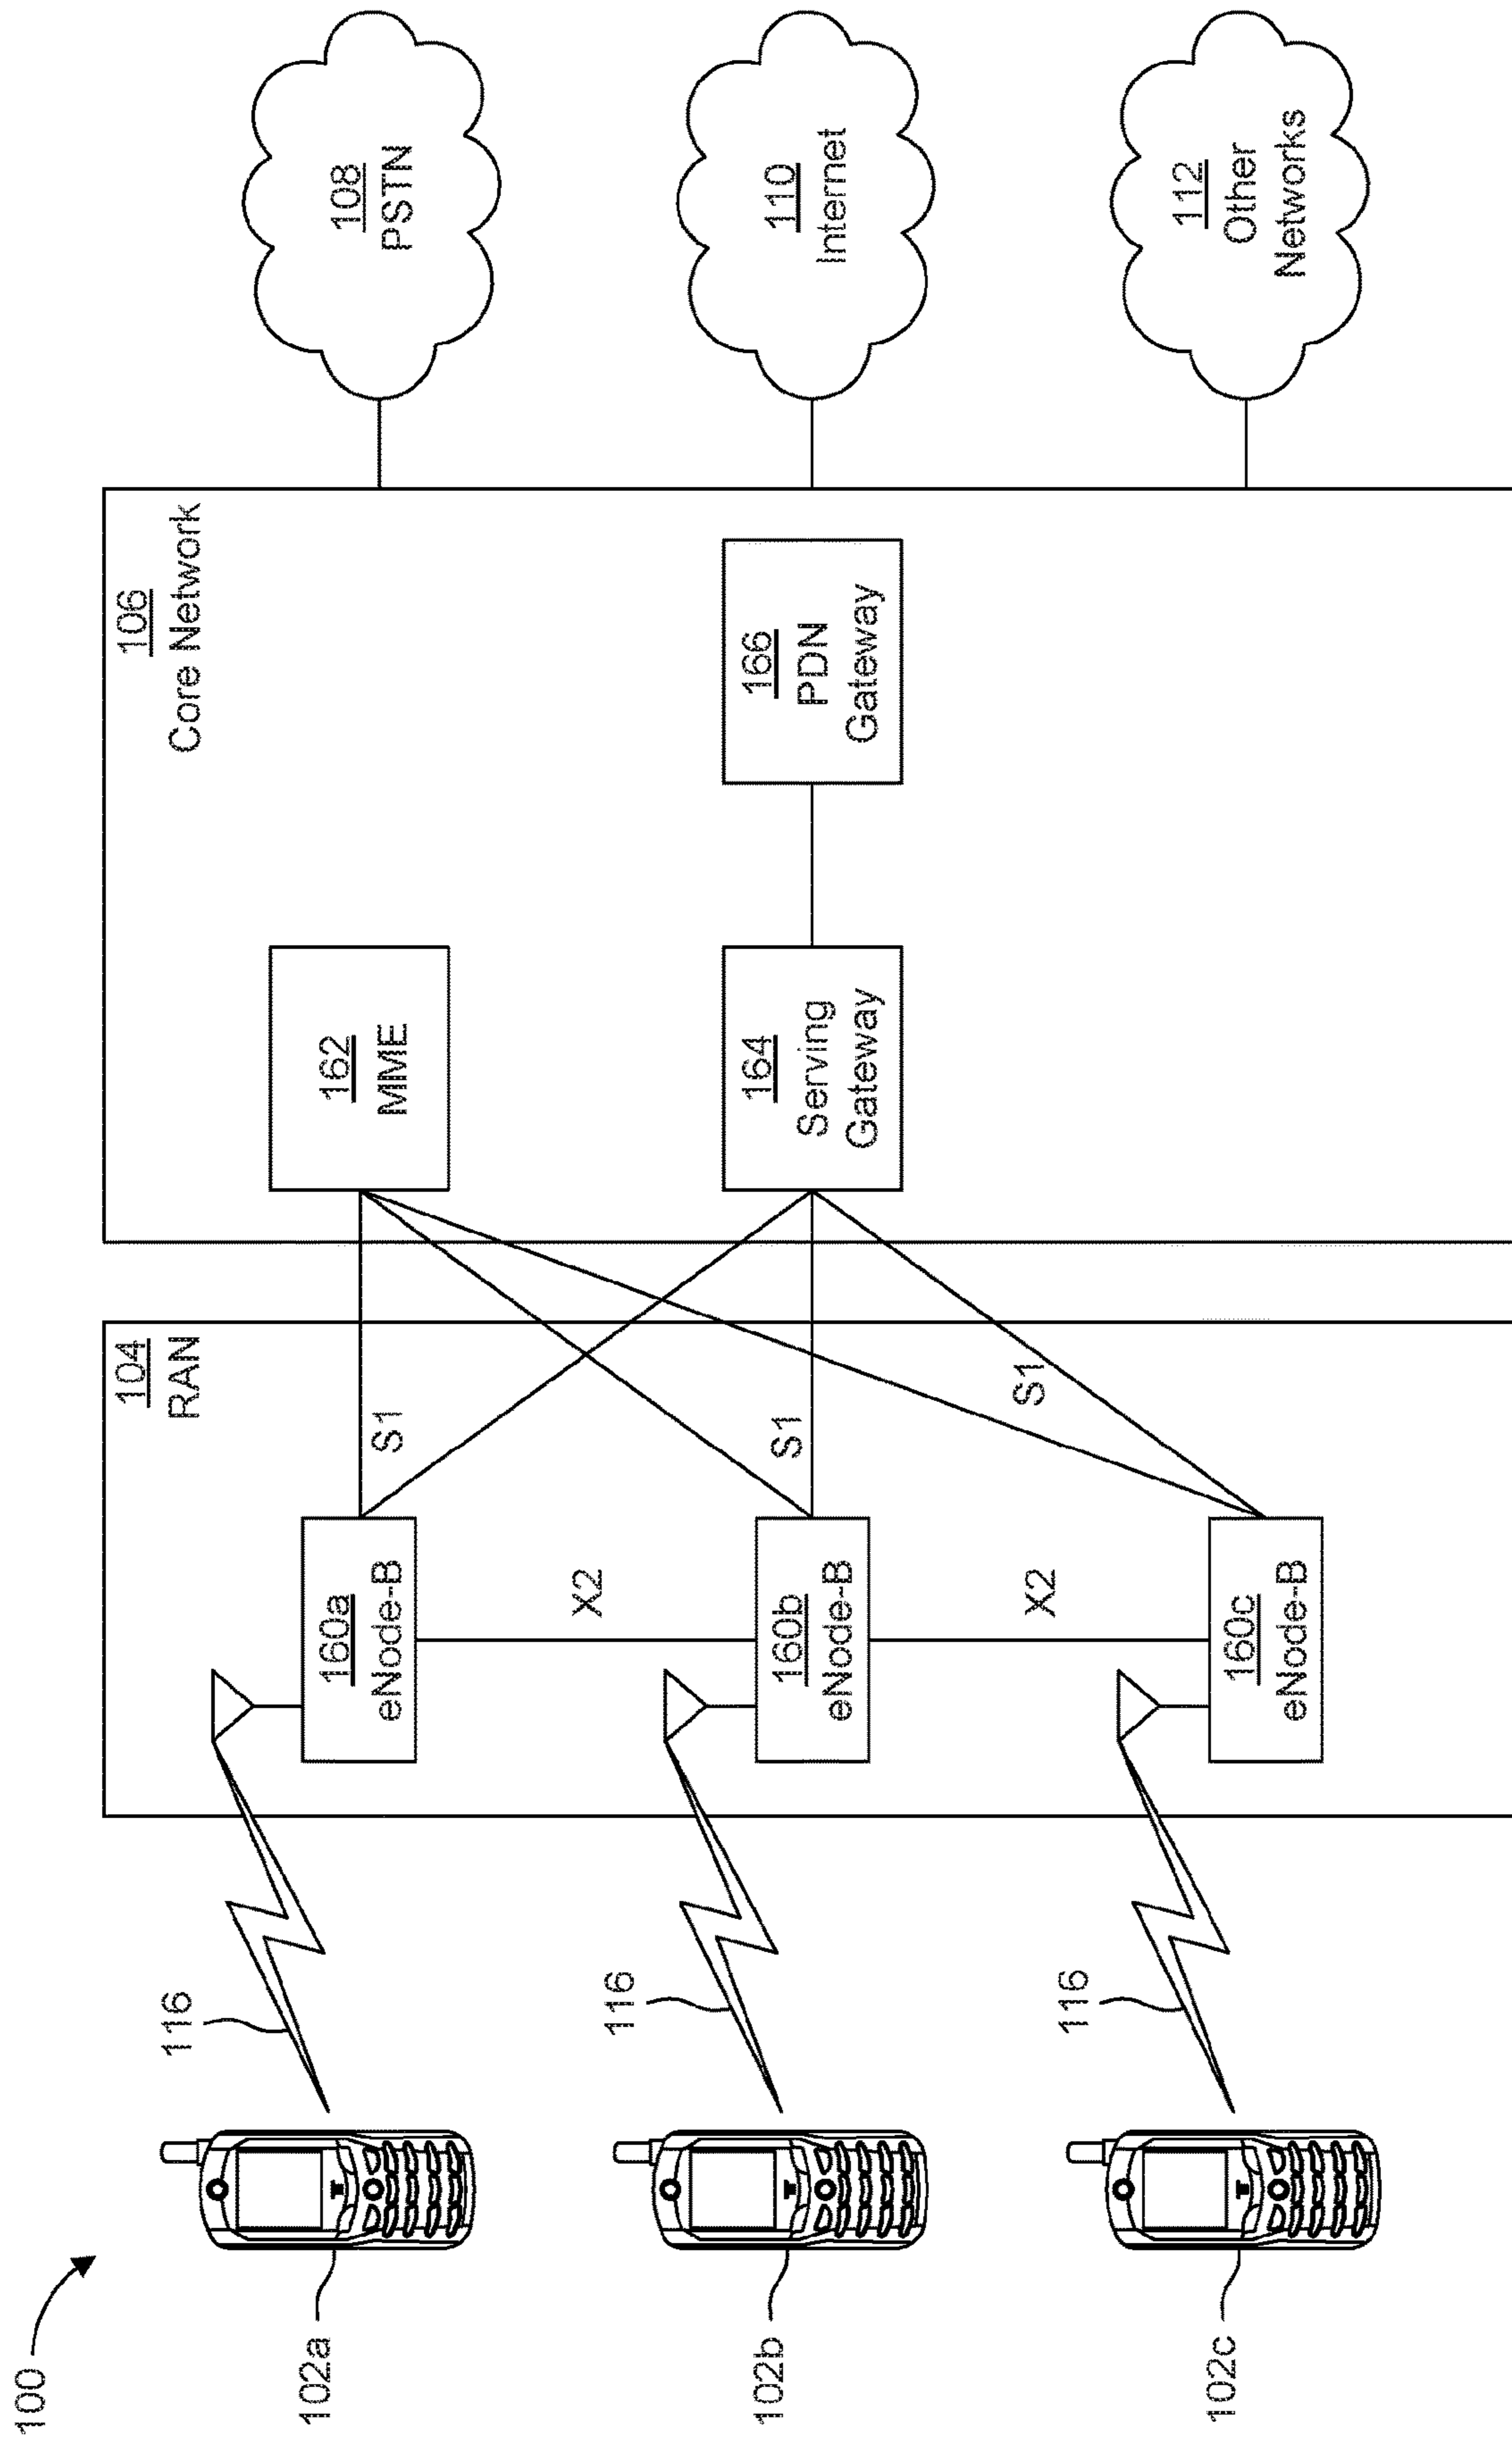 100
102a
116
104
RAN
160a
eNode-B
S1
X2
106
Core Network
162
MME
108
PSTN
102b
116
160b
eNode-B
S1
X2
164
Serving
Gateway
166
PDN
Gateway
110
Internet
102c
116
160c
eNode-B
S1
112
Other
Networks